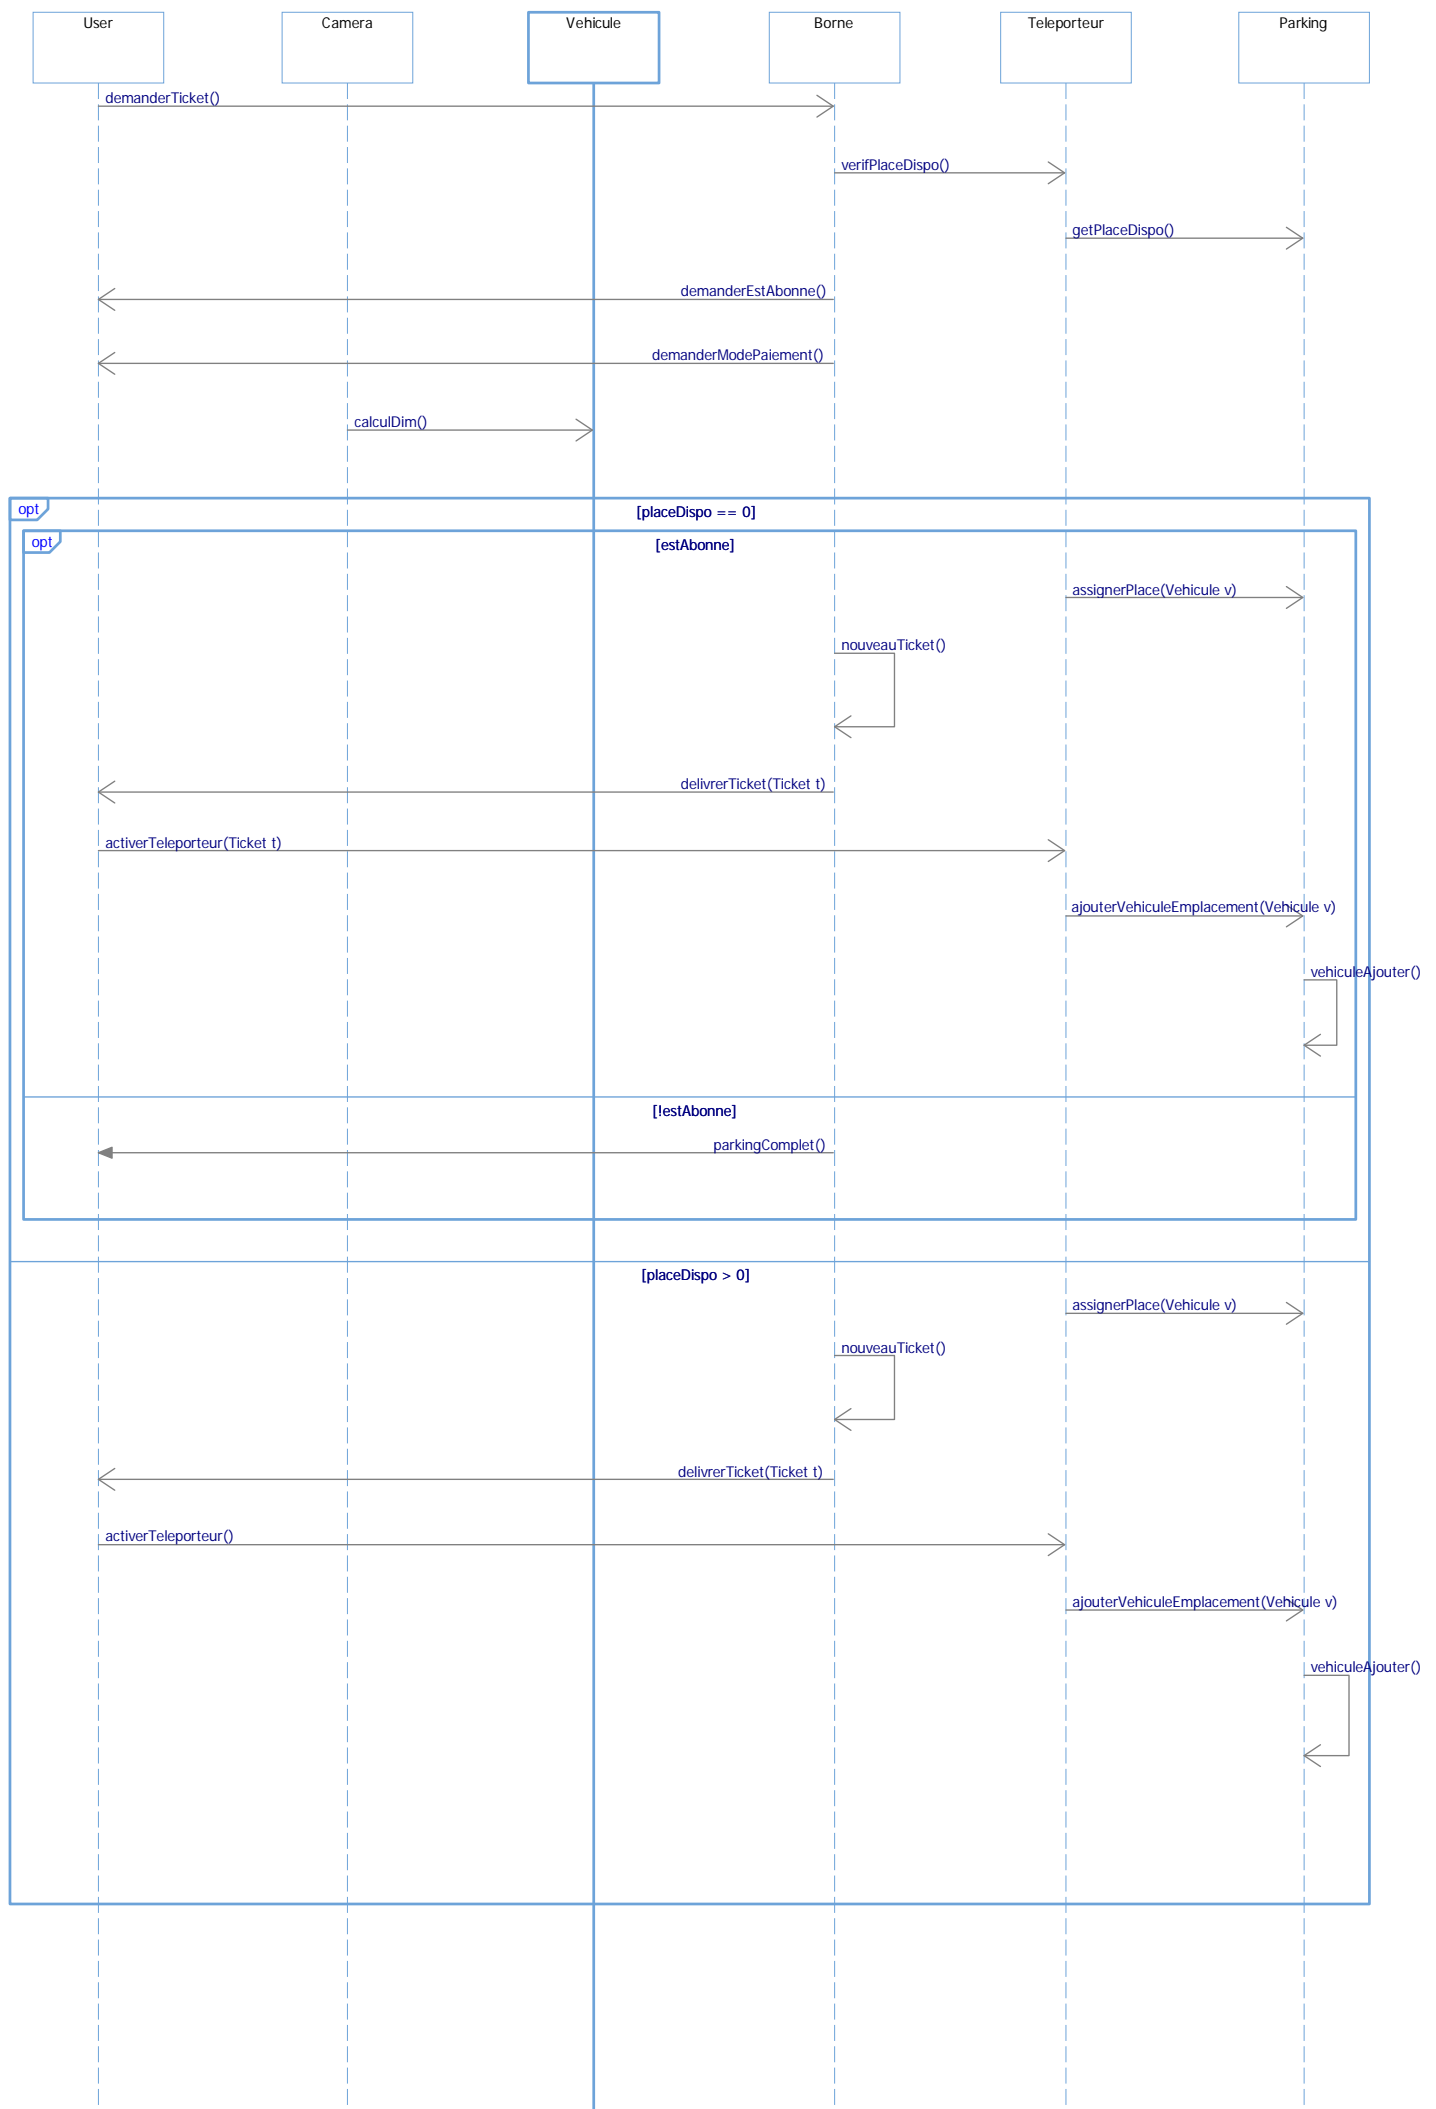 User
Camera
Vehicule
Borne
Teleporteur
Parking
demanderTicket()
verifPlaceDispo()
getPlaceDispo()
demanderEstAbonne()
demanderModePaiement()
calculDim()
opt
[placeDispo == 0]
opt
[estAbonne]
assignerPlace(Vehicule v)
nouveauTicket()
delivrerTicket(Ticket t)
activerTeleporteur(Ticket t)
ajouterVehiculeEmplacement(Vehicule v)
vehiculeAjouter()
[!estAbonne]
parkingComplet()
[placeDispo > 0]
assignerPlace(Vehicule v)
nouveauTicket()
delivrerTicket(Ticket t)
activerTeleporteur()
ajouterVehiculeEmplacement(Vehicule v)
vehiculeAjouter()